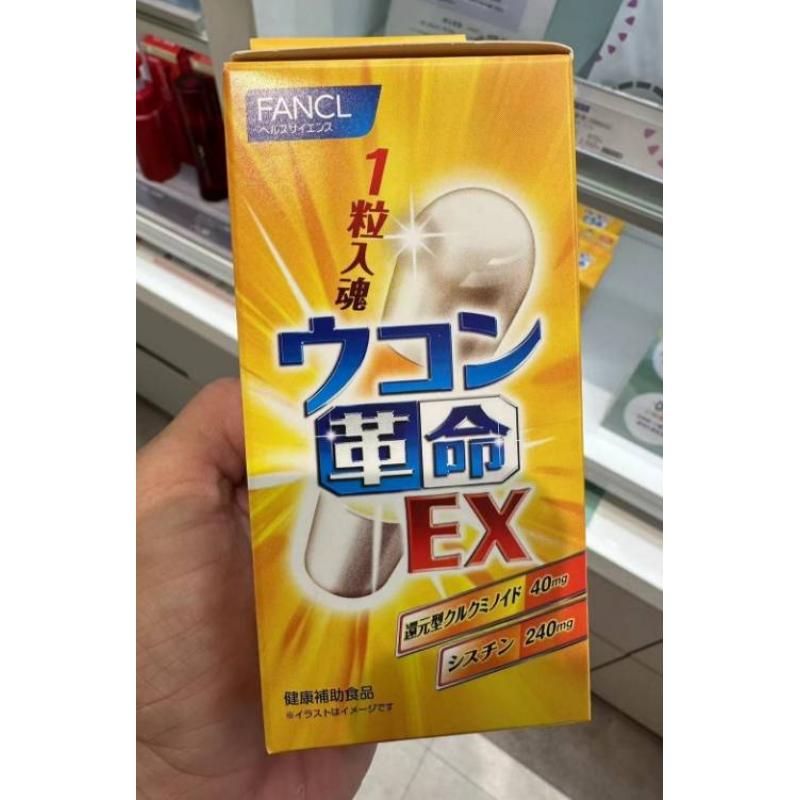 FANCL
ヘルスサイエンス
1粒入魂
ウコン
革命
EX
還元型クルクミノイド 40mg
シスチン 240mg
健康補助食品
※イラストはイメージです